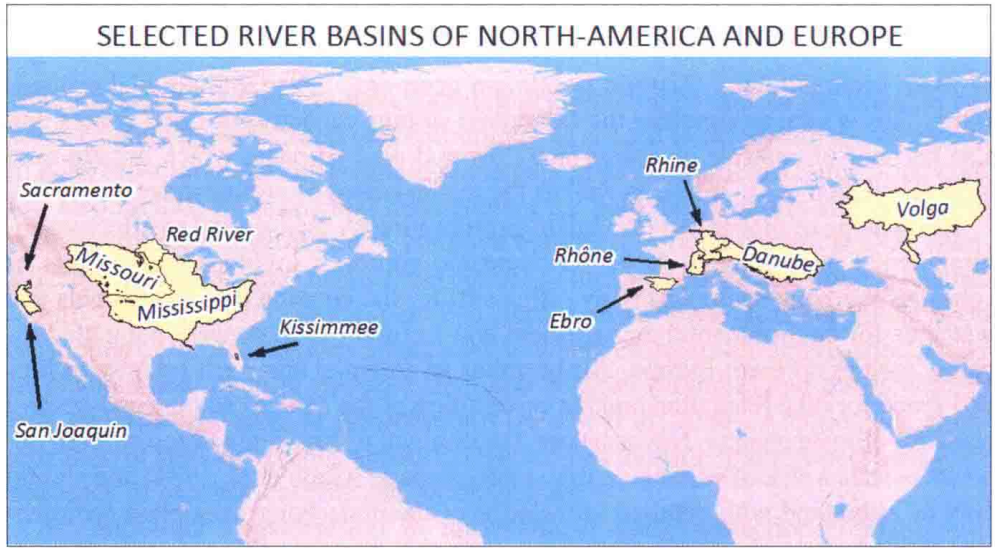 SELECTED RIVER BASINS OF NORTH-AMERICA AND EUROPE
Sacramento
Red River
Missouri
Mississippi
Kissimmee
San Joaquin
Rhine
Volga
Rhône
Danube
Ebro